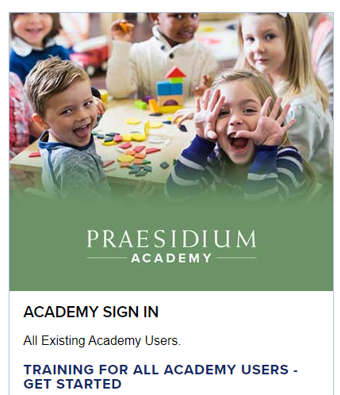 PRAESIDIUM
ACADEMY
ACADEMY SIGN IN
All Existing Academy Users.
TRAINING FOR ALL ACADEMY USERS -
GET STARTED